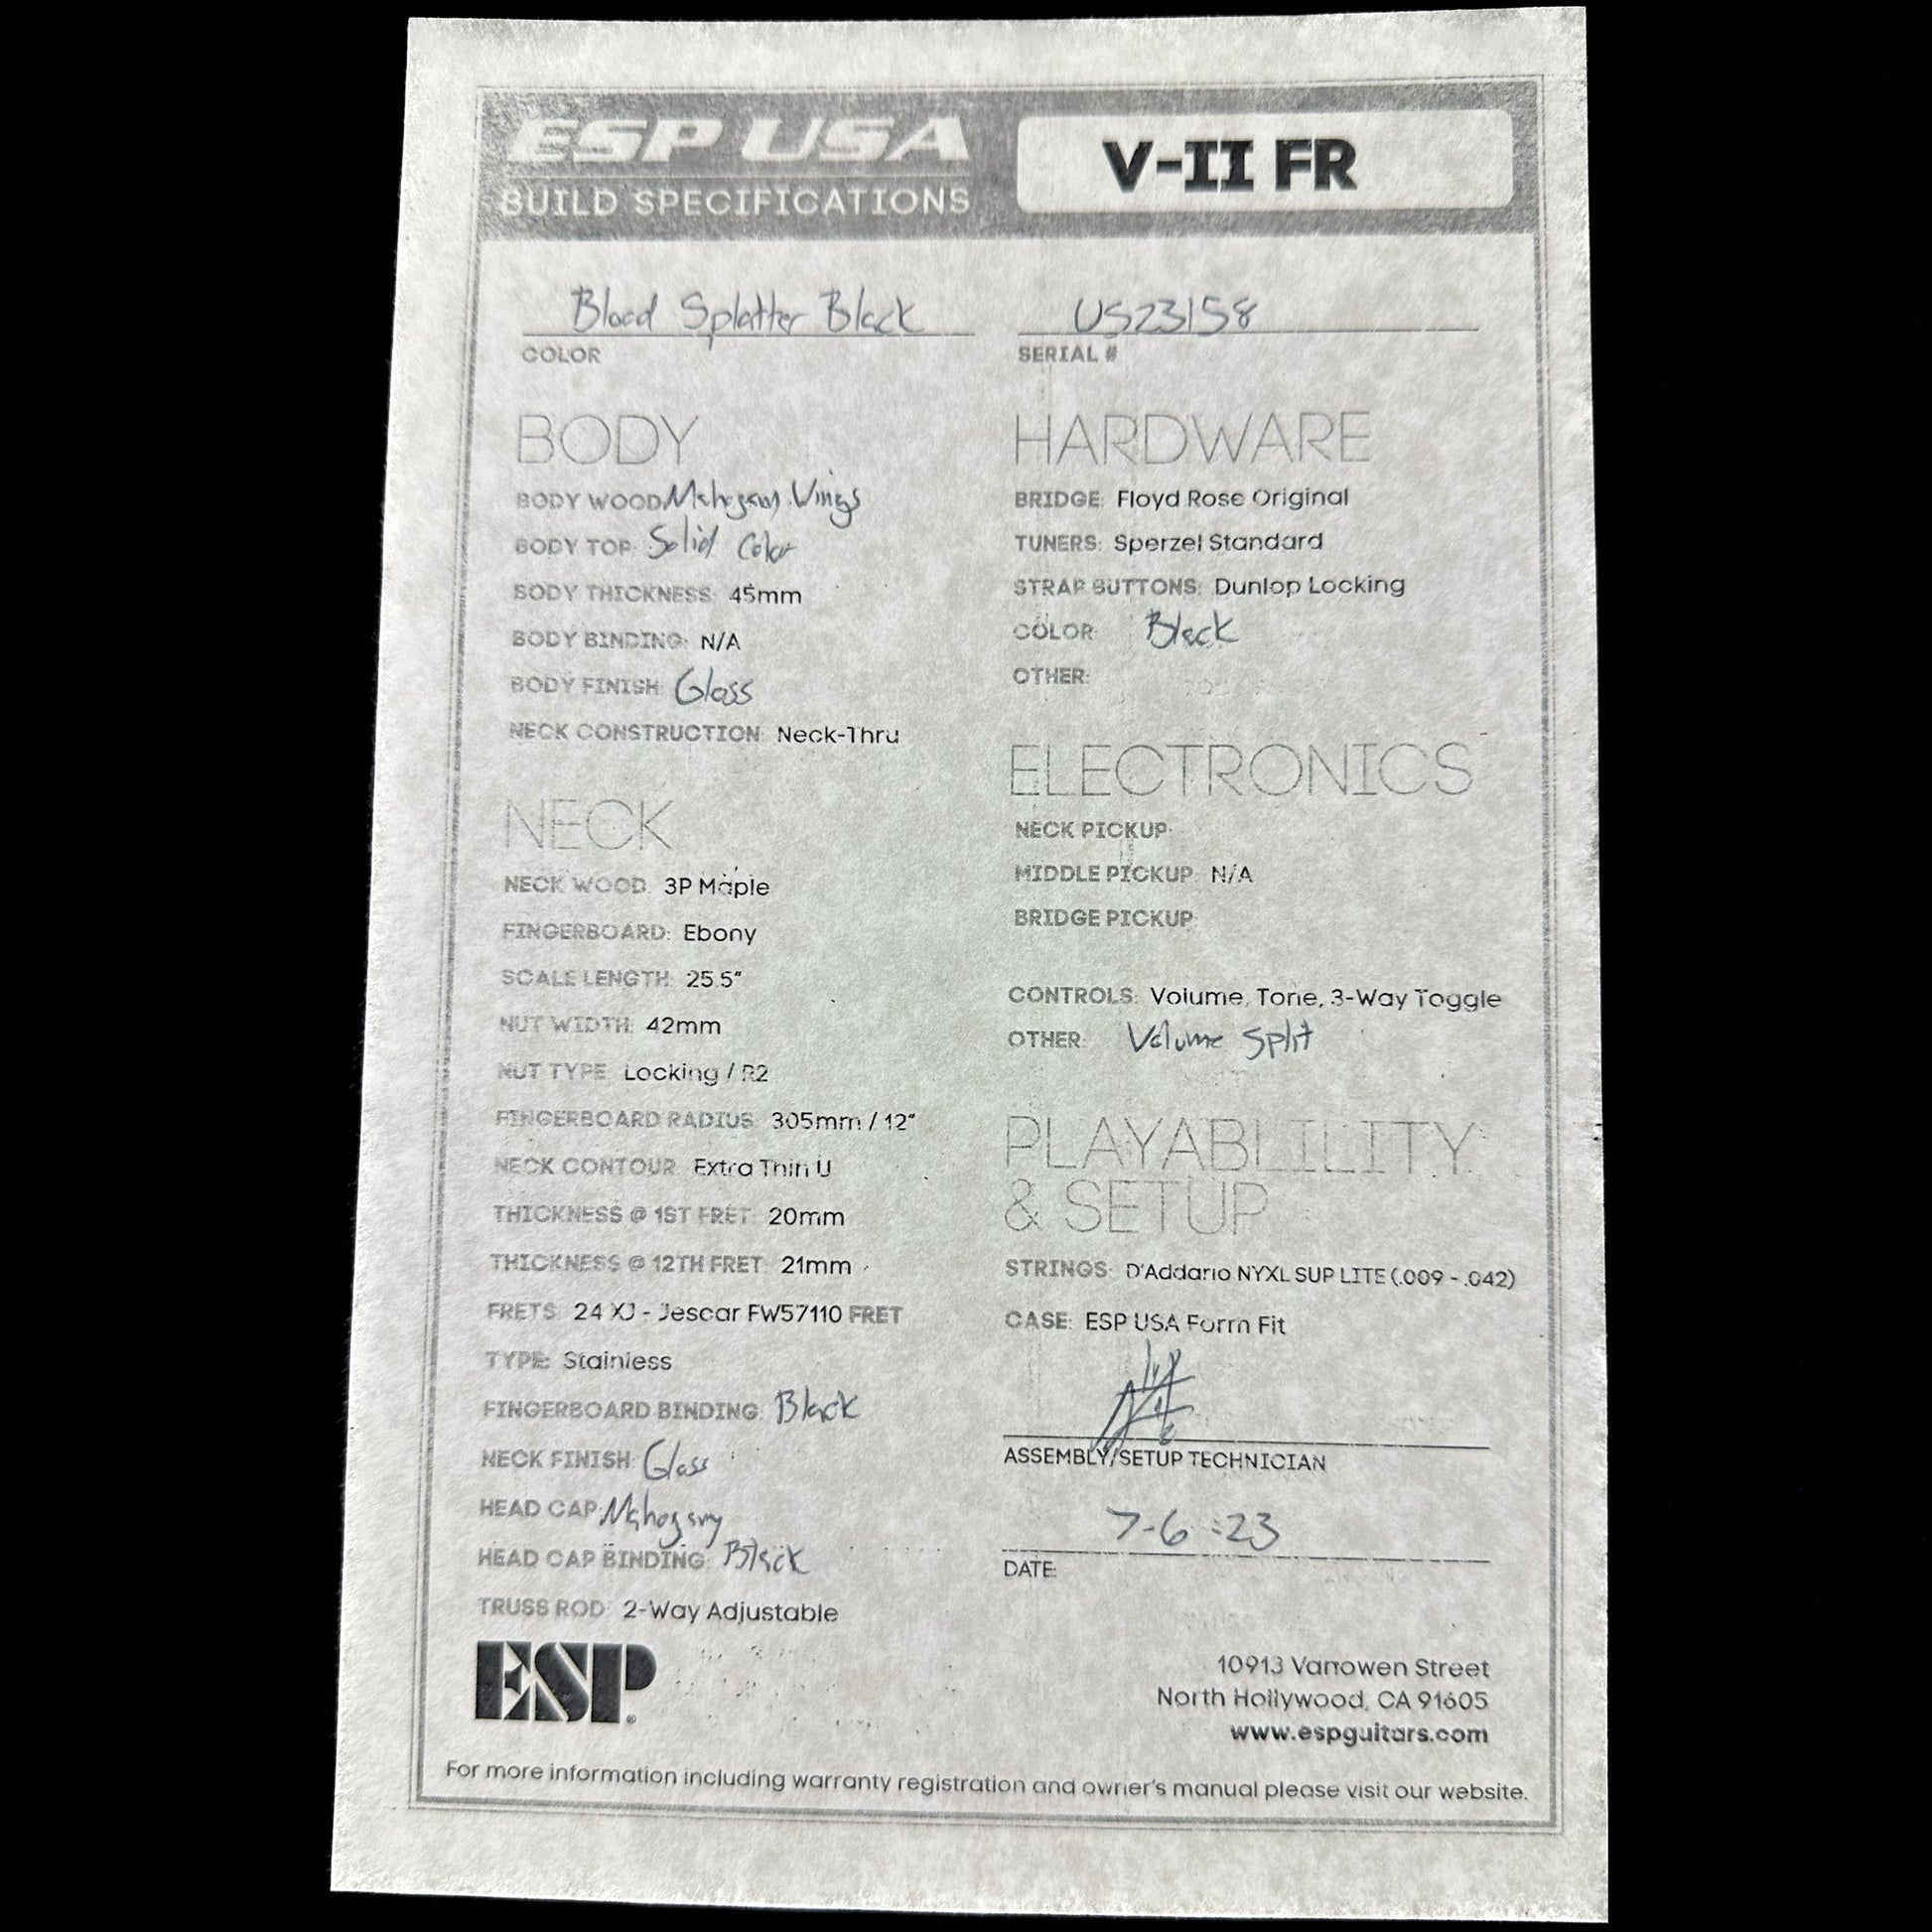 ESP USA
BUILD SPECIFICATIONS
V-II FR
Blood Splatter Black
COLOR
US23158
SERIAL #
BODY
BODY WOOD Mahogany Wings
BODY TOP: Solid Color
BODY THICKNESS: 45mm
BODY BINDING: N/A
BODY FINISH: Gloss
NECK CONSTRUCTION: Neck-Thru
NECK
NECK WOOD: 3P Maple
FINGERBOARD: Ebony
SCALE LENGTH: 25.5"
NUT WIDTH: 42mm
NUT TYPE: Locking / R2
FINGERBOARD RADIUS: 305mm / 12"
NECK CONTOUR: Extra Thin U
THICKNESS @ 1ST FRET: 20mm
THICKNESS @ 12TH FRET: 21mm
FRETS: 24 XJ - Jescar FW57110 FRET
TYPE: Stainless
FINGERBOARD BINDING: Black
NECK FINISH: Gloss
HEAD CAP: Mahogany
HEAD CAP BINDING: Black
TRUSS ROD: 2-Way Adjustable
HARDWARE
BRIDGE: Floyd Rose Original
TUNERS: Sperzel Standard
STRAP BUTTONS: Dunlop Locking
COLOR: Black
OTHER:
ELECTRONICS
NECK PICKUP:
MIDDLE PICKUP: N/A
BRIDGE PICKUP:
CONTROLS: Volume, Tone, 3-Way Toggle
OTHER: Volume Split
PLAYABLILITY
& SETUP
STRINGS: D'Addario NYXL SUP LITE (.009 - .042)
CASE: ESP USA Form Fit
ASSEMBLY/SETUP TECHNICIAN
7-6-23
DATE:
ESP®
10913 Vanowen Street
North Hollywood, CA 91605
www.espguitars.com
For more information including warranty registration and owner's manual please visit our website.